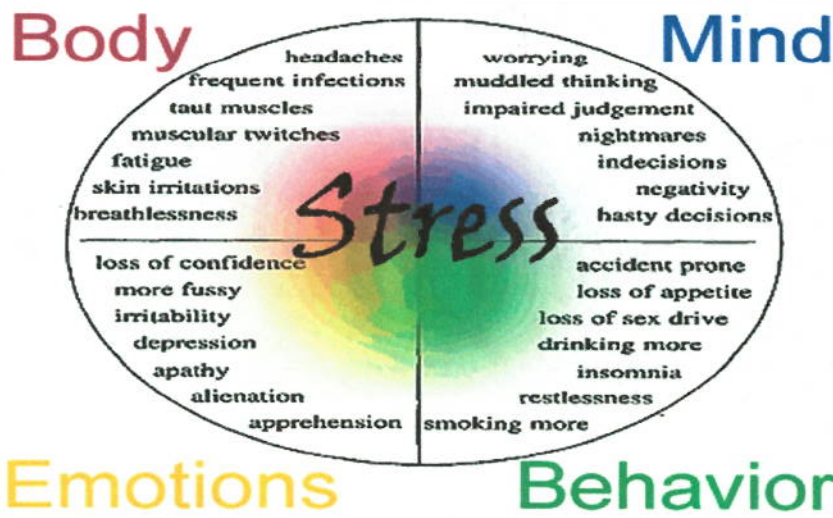 Body
headaches
frequent infections
taut muscles
muscular twitches
fatigue
skin irritations
breathlessness
Mind
worrying
muddled thinking
impaired judgement
nightmares
indecisions
negativity
hasty decisions
Stress
loss of confidence
more fussy
irritability
depression
apathy
alienation
apprehension
Emotions
accident prone
loss of appetite
loss of sex drive
drinking more
insomnia
restlessness
smoking more
Behavior